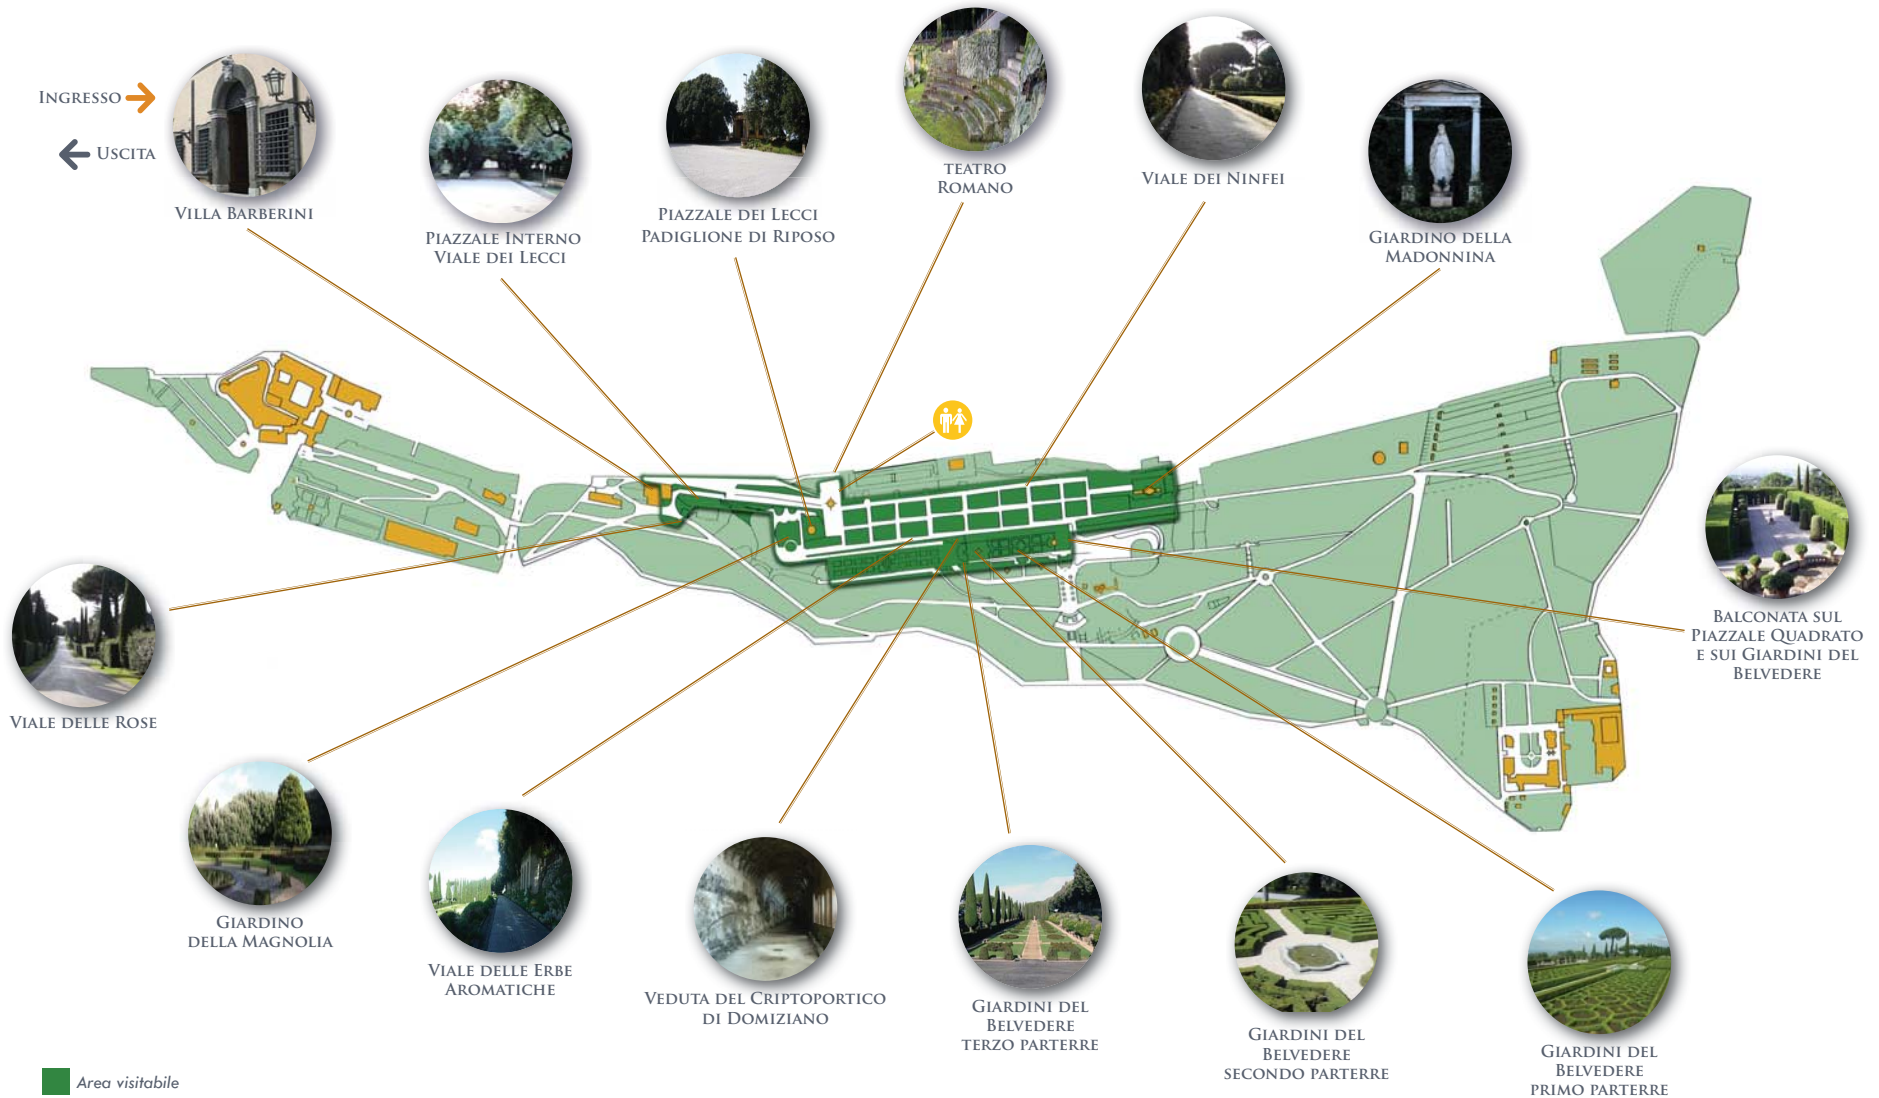 INGRESSO
USCITA
VILLA BARBERINI
PIAZZALE INTERNO
VIALE DEI LECCI
PIAZZALE DEI LECCI
PADIGLIONE DI RIPOSO
TEATRO
ROMANO
VIALE DEI NINFEI
GIARDINO DELLA
MADONNINA
BALCONATA SUL
PIAZZALE QUADRATO
E SUI GIARDINI DEL
BELVEDERE
VIALE DELLE ROSE
GIARDINO
DELLA MAGNOLIA
VIALE DELLE ERBE
AROMATICHE
VEDUTA DEL CRIPTOPORTICO
DI DOMIZIANO
GIARDINI DEL
BELVEDERE
TERZO PARTERRE
GIARDINI DEL
BELVEDERE
SECONDO PARTERRE
GIARDINI DEL
BELVEDERE
PRIMO PARTERRE
Area visitabile